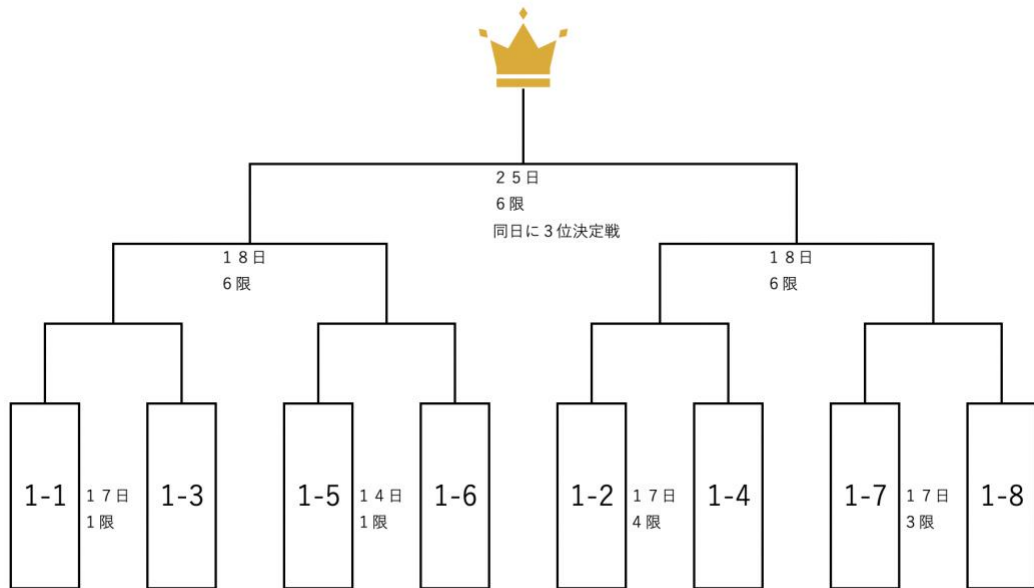 ２５日
６限
同日に３位決定戦
１８日
６限
１８日
６限
1-1
１７日
１限
1-3
1-5
１４日
１限
1-6
1-2
１７日
４限
1-4
1-7
１７日
３限
1-8